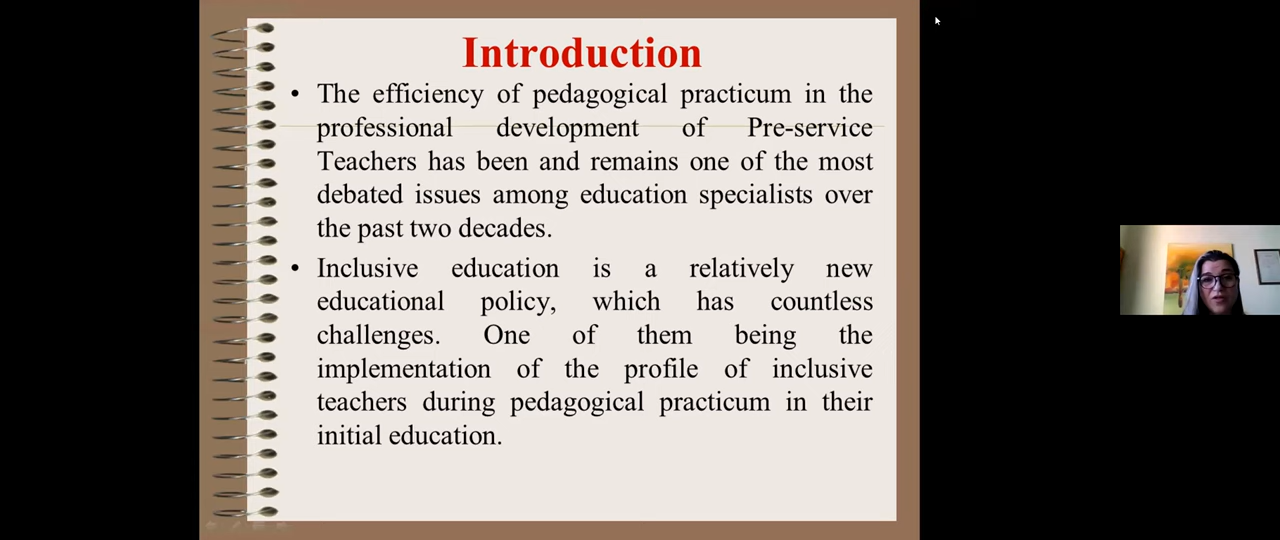 Introduction
• The efficiency of pedagogical practicum in the
professional development of Pre-service
Teachers has been and remains one of the most
debated issues among education specialists over
the past two decades.
• Inclusive education is a relatively new
educational policy, which has countless
challenges. One of them being the
implementation of the profile of inclusive
teachers during pedagogical practicum in their
initial education.